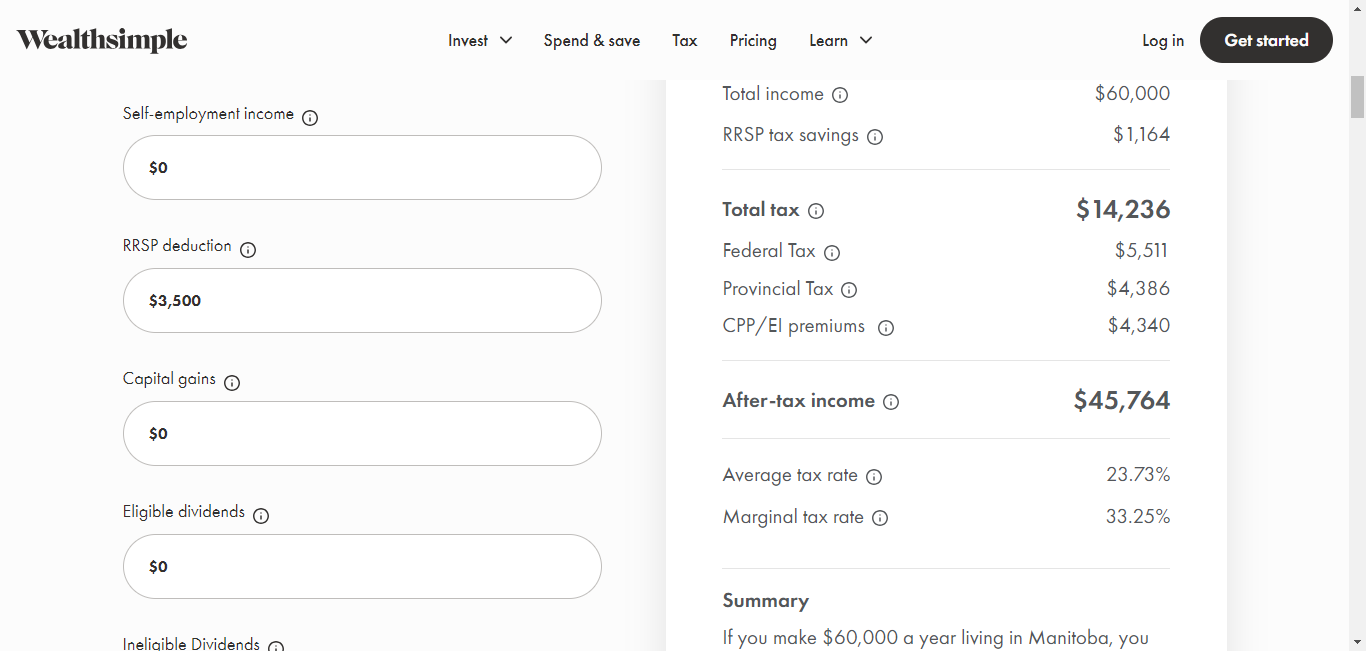 Wealthsimple
Invest
Spend & save
Tax
Pricing
Learn
Log in
Get started
Self-employment income
$0
RRSP deduction
$3,500
Capital gains
$0
Eligible dividends
$0
Ineligible Dividends
Total income $60,000
RRSP tax savings $1,164
Total tax $14,236
Federal Tax $5,511
Provincial Tax $4,386
CPP/EI premiums $4,340
After-tax income $45,764
Average tax rate 23.73%
Marginal tax rate 33.25%
Summary
If you make $60,000 a year living in Manitoba, you